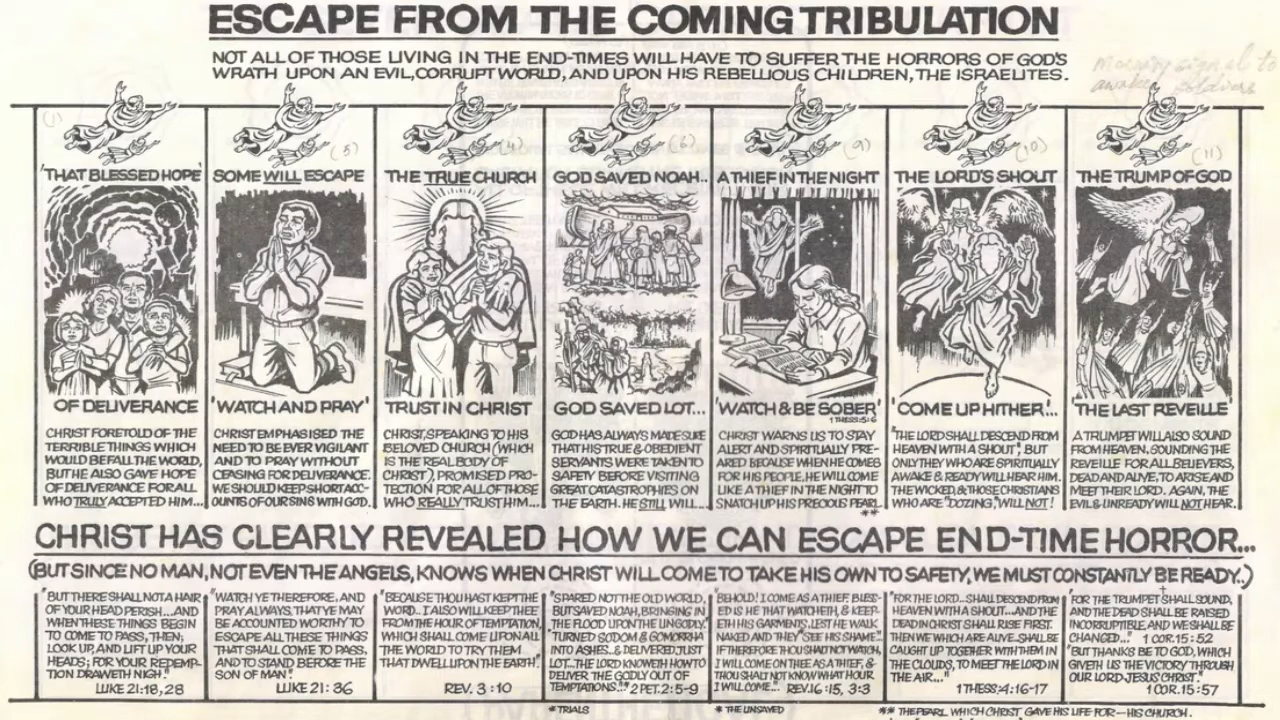 ESCAPE FROM THE COMING TRIBULATION
NOT ALL OF THOSE LIVING IN THE END-TIMES WILL HAVE TO SUFFER THE HORRORS OF GOD'S
WRATH UPON AN EVIL, CORRUPT WORLD, AND UPON HIS REBELLIOUS CHILDREN, THE ISRAELITES.
signal to
awake soldiers
(1)
'THAT BLESSED HOPE'
OF DELIVERANCE
CHRIST FORETOLD OF THE
TERRIBLE THINGS WHICH
WOULD BEFALL THE WORLD,
BUT HE ALSO GAVE HOPE
OF DELIVERANCE FOR ALL
WHO TRULY ACCEPTED HIM...
(3)
SOME WILL ESCAPE
'WATCH AND PRAY'
CHRIST EMPHASISED THE
NEED TO BE EVER VIGILANT
AND TO PRAY WITHOUT
CEASING FOR DELIVERANCE.
WE SHOULD KEEP SHORT ACC-
OUNTS OF OUR SINS WITH GOD.
(4)
THE TRUE CHURCH
TRUST IN CHRIST
CHRIST, SPEAKING TO HIS
BELOVED CHURCH (WHICH
IS THE REAL BODY OF
CHRIST), PROMISED PRO-
TECTION FOR ALL OF THOSE
WHO REALLY TRUST HIM...
(6)
GOD SAVED NOAH..
GOD SAVED LOT...
GOD HAS ALWAYS MADE SURE
THAT HIS TRUE & OBEDIENT
SERVANTS WERE TAKEN TO
SAFETY BEFORE VISITING
GREAT CATASTROPHIES ON
THE EARTH. HE STILL WILL...
(9)
A THIEF IN THE NIGHT
'WATCH & BE SOBER'
1 THESS:5:6
CHRIST WARNS US TO STAY
ALERT AND SPIRITUALLY PRE-
ARED BECAUSE WHEN HE COMES
FOR HIS PEOPLE, HE WILL COME
LIKE A THIEF IN THE NIGHT TO
SNATCH UP HIS PRECIOUS PEARL
**
(10)
THE LORD'S SHOUT
'COME UP HITHER'...
"THE LORD SHALL DESCEND FROM
HEAVEN WITH A SHOUT", BUT
ONLY THEY WHO ARE SPIRITUALLY
AWAKE & READY WILL HEAR HIM.
THE WICKED, & THOSE CHRISTIANS
WHO ARE "DOZING," WILL NOT!
(11)
THE TRUMP OF GOD
'THE LAST REVEILLE'
A TRUMPET WILL ALSO SOUND
FROM HEAVEN. SOUNDING THE
REVEILLE FOR ALL BELIEVERS,
DEAD AND ALIVE, TO ARISE AND
MEET THEIR LORD. AGAIN, THE
EVIL & UNREADY WILL NOT HEAR.
CHRIST HAS CLEARLY REVEALED HOW WE CAN ESCAPE END-TIME HORROR...
(BUT SINCE NO MAN, NOT EVEN THE ANGELS, KNOWS WHEN CHRIST WILL COME TO TAKE HIS OWN TO SAFETY, WE MUST CONSTANTLY BE READY..)
"BUT THERE SHALL NOT A HAIR
OF YOUR HEAD PERISH...AND
WHEN THESE THINGS BEGIN
TO COME TO PASS, THEN;
LOOK UP, AND LIFT UP YOUR
HEADS; FOR YOUR REDEMP-
TION DRAWETH NIGH."
LUKE 21:18,28
"WATCH YE THEREFORE, AND
PRAY ALWAYS, THAT YE MAY
BE ACCOUNTED WORTHY TO
ESCAPE ALL THESE THINGS
THAT SHALL COME TO PASS,
AND TO STAND BEFORE THE
SON OF MAN".
LUKE 21: 36
"BECAUSE THOU HAST KEPT THE
WORD.. I ALSO WILL KEEP THEE
FROM THE HOUR OF TEMPTATION,
WHICH SHALL COME UPON ALL
THE WORLD TO TRY THEM
THAT DWELL UPON THE EARTH".
REV. 3 : 10
"SPARED NOT THE OLD WORLD,
BUT SAVED NOAH, BRINGING IN
THE FLOOD UPON THE UNGODLY.
TURNED SODOM & GOMORRHA
INTO ASHES..& DELIVERED JUST
LOT...THE LORD KNOWETH HOW TO
DELIVER THE GODLY OUT OF
TEMPTATIONS.."* 2 PET. 2:5-9
"BEHOLD! I COME AS A THIEF, BLESS-
ED IS HE THAT WATCHETH, & KEEP-
ETH HIS GARMENTS, LEST HE WALK
NAKED AND THEY* SEE HIS SHAME".
IF THEREFORE THOU SHALT NOT WATCH,
I WILL COME ON THEE AS A THIEF, &
THOU SHALT NOT KNOW WHAT HOUR
I WILL COME... REV. 16:15, 3:3
"FOR THE LORD...SHALL DESCEND FROM
HEAVEN WITH A SHOUT...AND THE
DEAD IN CHRIST SHALL RISE FIRST.
THEN WE WHICH ARE ALIVE..SHALL BE
CAUGHT UP TOGETHER WITH THEM IN
THE CLOUDS, TO MEET THE LORD IN
THE AIR..."
1 THESS:4:16-17
"FOR THE TRUMPET SHALL SOUND,
AND THE DEAD SHALL BE RAISED
INCORRUPTIBLE, AND WE SHALL BE
CHANGED..." 1 COR. 15:52
"BUT THANKS BE TO GOD, WHICH
GIVETH US THE VICTORY THROUGH
OUR LORD JESUS CHRIST."
1 COR. 15:57
* TRIALS
* THE UNSAVED
** THE PEARL WHICH CHRIST GAVE HIS LIFE FOR — HIS CHURCH.